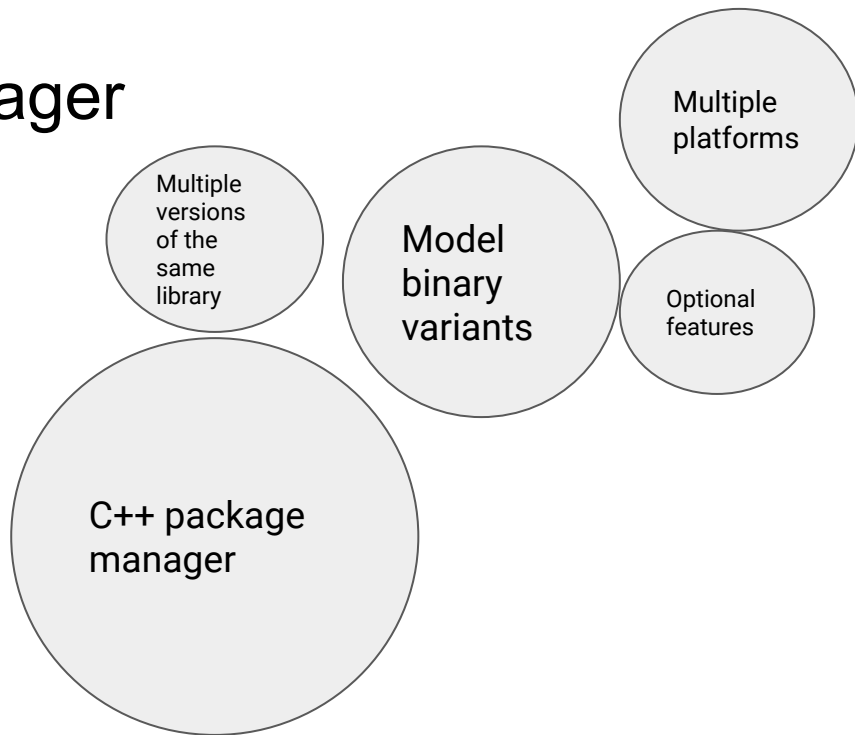 ager
Multiple
platforms
Multiple
versions
of the
same
library
Model
binary
variants
Optional
features
C++ package
manager